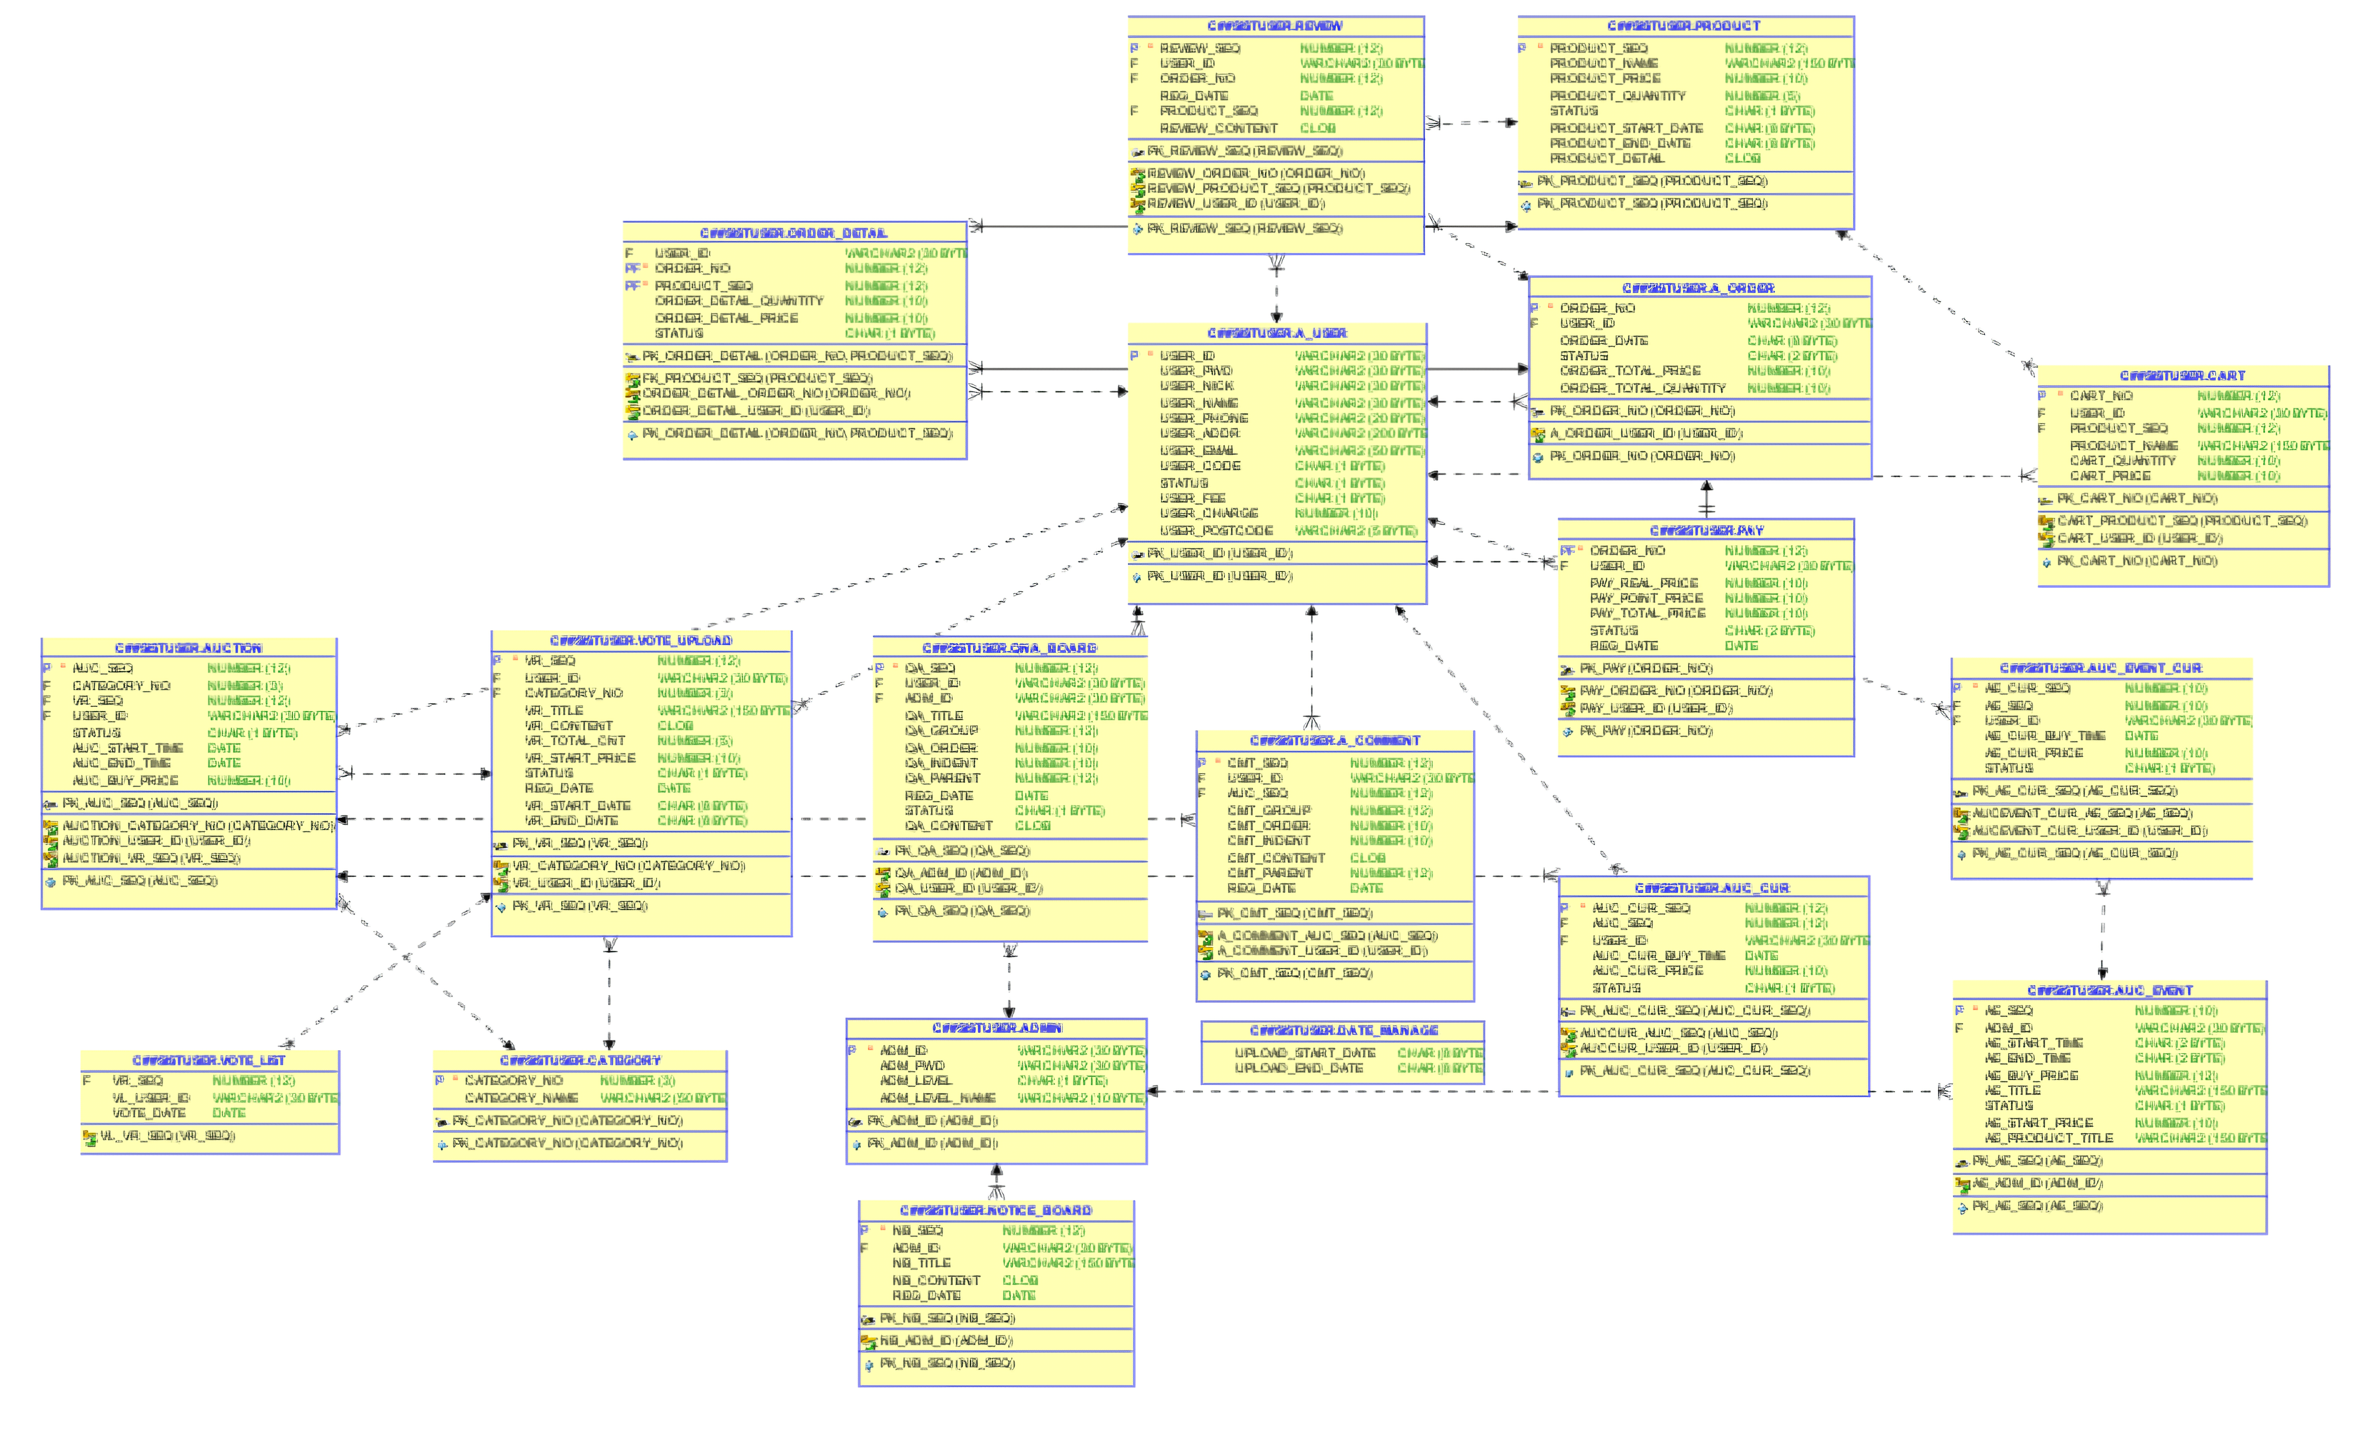 C##SISTUSER.REVIEW
P * REVIEW_SEQ NUMBER (12)
F USER_ID VARCHAR2 (30 BYTE
F ORDER_NO NUMBER (12)
REG_DATE DATE
F PRODUCT_SEQ NUMBER (12)
REVIEW_CONTENT CLOB
PK_REVIEW_SEQ (REVIEW_SEQ)
REVIEW_ORDER_NO (ORDER_NO)
REVIEW_PRODUCT_SEQ (PRODUCT_SEQ)
REVIEW_USER_ID (USER_ID)
PK_REVIEW_SEQ (REVIEW_SEQ)
C##SISTUSER.PRODUCT
P * PRODUCT_SEQ NUMBER (12)
PRODUCT_NAME VARCHAR2 (150 BYTE
PRODUCT_PRICE NUMBER (10)
PRODUCT_QUANTITY NUMBER (5)
STATUS CHAR (1 BYTE)
PRODUCT_START_DATE CHAR (8 BYTE)
PRODUCT_END_DATE CHAR (8 BYTE)
PRODUCT_DETAIL CLOB
PK_PRODUCT_SEQ (PRODUCT_SEQ)
PK_PRODUCT_SEQ (PRODUCT_SEQ)
C##SISTUSER.ORDER_DETAIL
F USER_ID VARCHAR2 (30 BYTE
PF * ORDER_NO NUMBER (12)
PF * PRODUCT_SEQ NUMBER (12)
ORDER_DETAIL_QUANTITY NUMBER (10)
ORDER_DETAIL_PRICE NUMBER (10)
STATUS CHAR (1 BYTE)
PK_ORDER_DETAIL (ORDER_NO, PRODUCT_SEQ)
FK_PRODUCT_SEQ (PRODUCT_SEQ)
ORDER_DETAIL_ORDER_NO (ORDER_NO)
ORDER_DETAIL_USER_ID (USER_ID)
PK_ORDER_DETAIL (ORDER_NO, PRODUCT_SEQ)
C##SISTUSER.A_USER
P * USER_ID VARCHAR2 (30 BYTE)
USER_PWD VARCHAR2 (30 BYTE)
USER_NICK VARCHAR2 (30 BYTE)
USER_NAME VARCHAR2 (30 BYTE)
USER_PHONE VARCHAR2 (20 BYTE)
USER_ADDR VARCHAR2 (200 BYTE
USER_EMAIL VARCHAR2 (50 BYTE)
USER_CODE CHAR (1 BYTE)
STATUS CHAR (1 BYTE)
USER_FEE CHAR (1 BYTE)
USER_CHARGE NUMBER (10)
USER_POSTCODE VARCHAR2 (5 BYTE)
PK_USER_ID (USER_ID)
PK_USER_ID (USER_ID)
C##SISTUSER.A_ORDER
P * ORDER_NO NUMBER (12)
F USER_ID VARCHAR2 (30 BYTE
ORDER_DATE CHAR (8 BYTE)
STATUS CHAR (2 BYTE)
ORDER_TOTAL_PRICE NUMBER (10)
ORDER_TOTAL_QUANTITY NUMBER (10)
PK_ORDER_NO (ORDER_NO)
A_ORDER_USER_ID (USER_ID)
PK_ORDER_NO (ORDER_NO)
C##SISTUSER.CART
P * CART_NO NUMBER (12)
F USER_ID VARCHAR2 (30 BYTE)
F PRODUCT_SEQ NUMBER (12)
PRODUCT_NAME VARCHAR2 (150 BYTE
CART_QUANTITY NUMBER (10)
CART_PRICE NUMBER (10)
PK_CART_NO (CART_NO)
CART_PRODUCT_SEQ (PRODUCT_SEQ)
CART_USER_ID (USER_ID)
PK_CART_NO (CART_NO)
C##SISTUSER.PAY
PF * ORDER_NO NUMBER (12)
F USER_ID VARCHAR2 (30 BYTE
PAY_REAL_PRICE NUMBER (10)
PAY_POINT_PRICE NUMBER (10)
PAY_TOTAL_PRICE NUMBER (10)
STATUS CHAR (2 BYTE)
REG_DATE DATE
PK_PAY (ORDER_NO)
PAY_ORDER_NO (ORDER_NO)
PAY_USER_ID (USER_ID)
PK_PAY (ORDER_NO)
C##SISTUSER.AUCTION
P * AUC_SEQ NUMBER (12)
F CATEGORY_NO NUMBER (3)
F VR_SEQ NUMBER (12)
F USER_ID VARCHAR2 (30 BYTE
STATUS CHAR (1 BYTE)
AUC_START_TIME DATE
AUC_END_TIME DATE
AUC_BUY_PRICE NUMBER (10)
PK_AUC_SEQ (AUC_SEQ)
AUCTION_CATEGORY_NO (CATEGORY_NO)
AUCTION_USER_ID (USER_ID)
AUCTION_VR_SEQ (VR_SEQ)
PK_AUC_SEQ (AUC_SEQ)
C##SISTUSER.VOTE_UPLOAD
P * VR_SEQ NUMBER (12)
F USER_ID VARCHAR2 (30 BYTE)
F CATEGORY_NO NUMBER (3)
VR_TITLE VARCHAR2 (150 BYTE
VR_CONTENT CLOB
VR_TOTAL_CNT NUMBER (5)
VR_START_PRICE NUMBER (10)
STATUS CHAR (1 BYTE)
REG_DATE DATE
VR_START_DATE CHAR (8 BYTE)
VR_END_DATE CHAR (8 BYTE)
PK_VR_SEQ (VR_SEQ)
VR_CATEGORY_NO (CATEGORY_NO)
VR_USER_ID (USER_ID)
PK_VR_SEQ (VR_SEQ)
C##SISTUSER.QNA_BOARD
P * QA_SEQ NUMBER (12)
F USER_ID VARCHAR2 (30 BYTE
F ADM_ID VARCHAR2 (30 BYTE
QA_TITLE VARCHAR2 (150 BYTE
QA_GROUP NUMBER (12)
QA_ORDER NUMBER (10)
QA_INDENT NUMBER (10)
QA_PARENT NUMBER (12)
REG_DATE DATE
STATUS CHAR (1 BYTE)
QA_CONTENT CLOB
PK_QA_SEQ (QA_SEQ)
QA_ADM_ID (ADM_ID)
QA_USER_ID (USER_ID)
PK_QA_SEQ (QA_SEQ)
C##SISTUSER.A_COMMENT
P * CMT_SEQ NUMBER (12)
F USER_ID VARCHAR2 (30 BYTE
F AUC_SEQ NUMBER (12)
CMT_GROUP NUMBER (12)
CMT_ORDER NUMBER (10)
CMT_INDENT NUMBER (10)
CMT_CONTENT CLOB
CMT_PARENT NUMBER (12)
REG_DATE DATE
PK_CMT_SEQ (CMT_SEQ)
A_COMMENT_AUC_SEQ (AUC_SEQ)
A_COMMENT_USER_ID (USER_ID)
PK_CMT_SEQ (CMT_SEQ)
C##SISTUSER.AUC_EVENT_CUR
P * AE_CUR_SEQ NUMBER (10)
F AE_SEQ NUMBER (10)
F USER_ID VARCHAR2 (30 BYTE
AE_CUR_BUY_TIME DATE
AE_CUR_PRICE NUMBER (10)
STATUS CHAR (1 BYTE)
PK_AE_CUR_SEQ (AE_CUR_SEQ)
AUCEVENT_CUR_AE_SEQ (AE_SEQ)
AUCEVENT_CUR_USER_ID (USER_ID)
PK_AE_CUR_SEQ (AE_CUR_SEQ)
C##SISTUSER.AUC_CUR
P * AUC_CUR_SEQ NUMBER (12)
F AUC_SEQ NUMBER (12)
F USER_ID VARCHAR2 (30 BYTE
AUC_CUR_BUY_TIME DATE
AUC_CUR_PRICE NUMBER (10)
STATUS CHAR (1 BYTE)
PK_AUC_CUR_SEQ (AUC_CUR_SEQ)
AUCCUR_AUC_SEQ (AUC_SEQ)
AUCCUR_USER_ID (USER_ID)
PK_AUC_CUR_SEQ (AUC_CUR_SEQ)
C##SISTUSER.AUC_EVENT
P * AE_SEQ NUMBER (10)
F ADM_ID VARCHAR2 (30 BYTE
AE_START_TIME CHAR (2 BYTE)
AE_END_TIME CHAR (2 BYTE)
AE_BUY_PRICE NUMBER (12)
AE_TITLE VARCHAR2 (150 BYTE
STATUS CHAR (1 BYTE)
AE_START_PRICE NUMBER (10)
AE_PRODUCT_TITLE VARCHAR2 (150 BYTE
PK_AE_SEQ (AE_SEQ)
AE_ADM_ID (ADM_ID)
PK_AE_SEQ (AE_SEQ)
C##SISTUSER.VOTE_LIST
F VR_SEQ NUMBER (12)
VL_USER_ID VARCHAR2 (30 BYTE
VOTE_DATE DATE
VL_VR_SEQ (VR_SEQ)
C##SISTUSER.CATEGORY
P * CATEGORY_NO NUMBER (3)
CATEGORY_NAME VARCHAR2 (50 BYTE
PK_CATEGORY_NO (CATEGORY_NO)
PK_CATEGORY_NO (CATEGORY_NO)
C##SISTUSER.ADMIN
P * ADM_ID VARCHAR2 (30 BYTE
ADM_PWD VARCHAR2 (30 BYTE
ADM_LEVEL CHAR (1 BYTE)
ADM_LEVEL_NAME VARCHAR2 (10 BYTE
PK_ADM_ID (ADM_ID)
PK_ADM_ID (ADM_ID)
C##SISTUSER.DATE_MANAGE
UPLOAD_START_DATE CHAR (8 BYTE
UPLOAD_END_DATE CHAR (8 BYTE
C##SISTUSER.NOTICE_BOARD
P * NB_SEQ NUMBER (12)
F ADM_ID VARCHAR2 (30 BYTE)
NB_TITLE VARCHAR2 (150 BYTE
NB_CONTENT CLOB
REG_DATE DATE
PK_NB_SEQ (NB_SEQ)
NB_ADM_ID (ADM_ID)
PK_NB_SEQ (NB_SEQ)